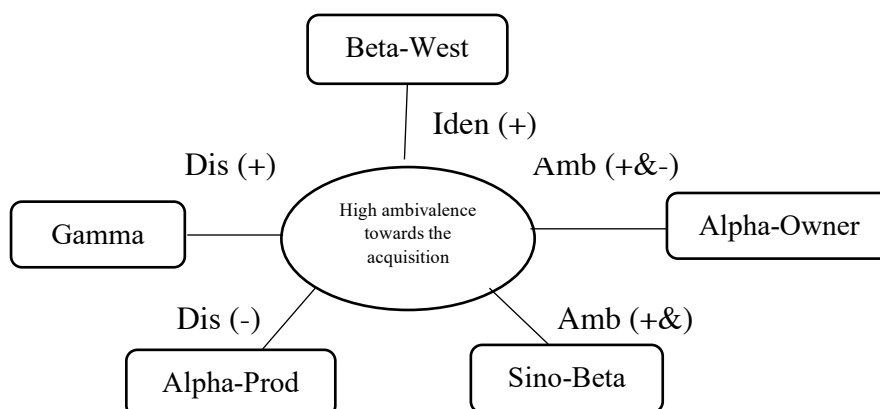 Beta-West
Iden (+)
Dis (+)
Amb (+&-)
High ambivalence
towards the
acquisition
Gamma
Alpha-Owner
Dis (-)
Amb (+&)
Alpha-Prod
Sino-Beta